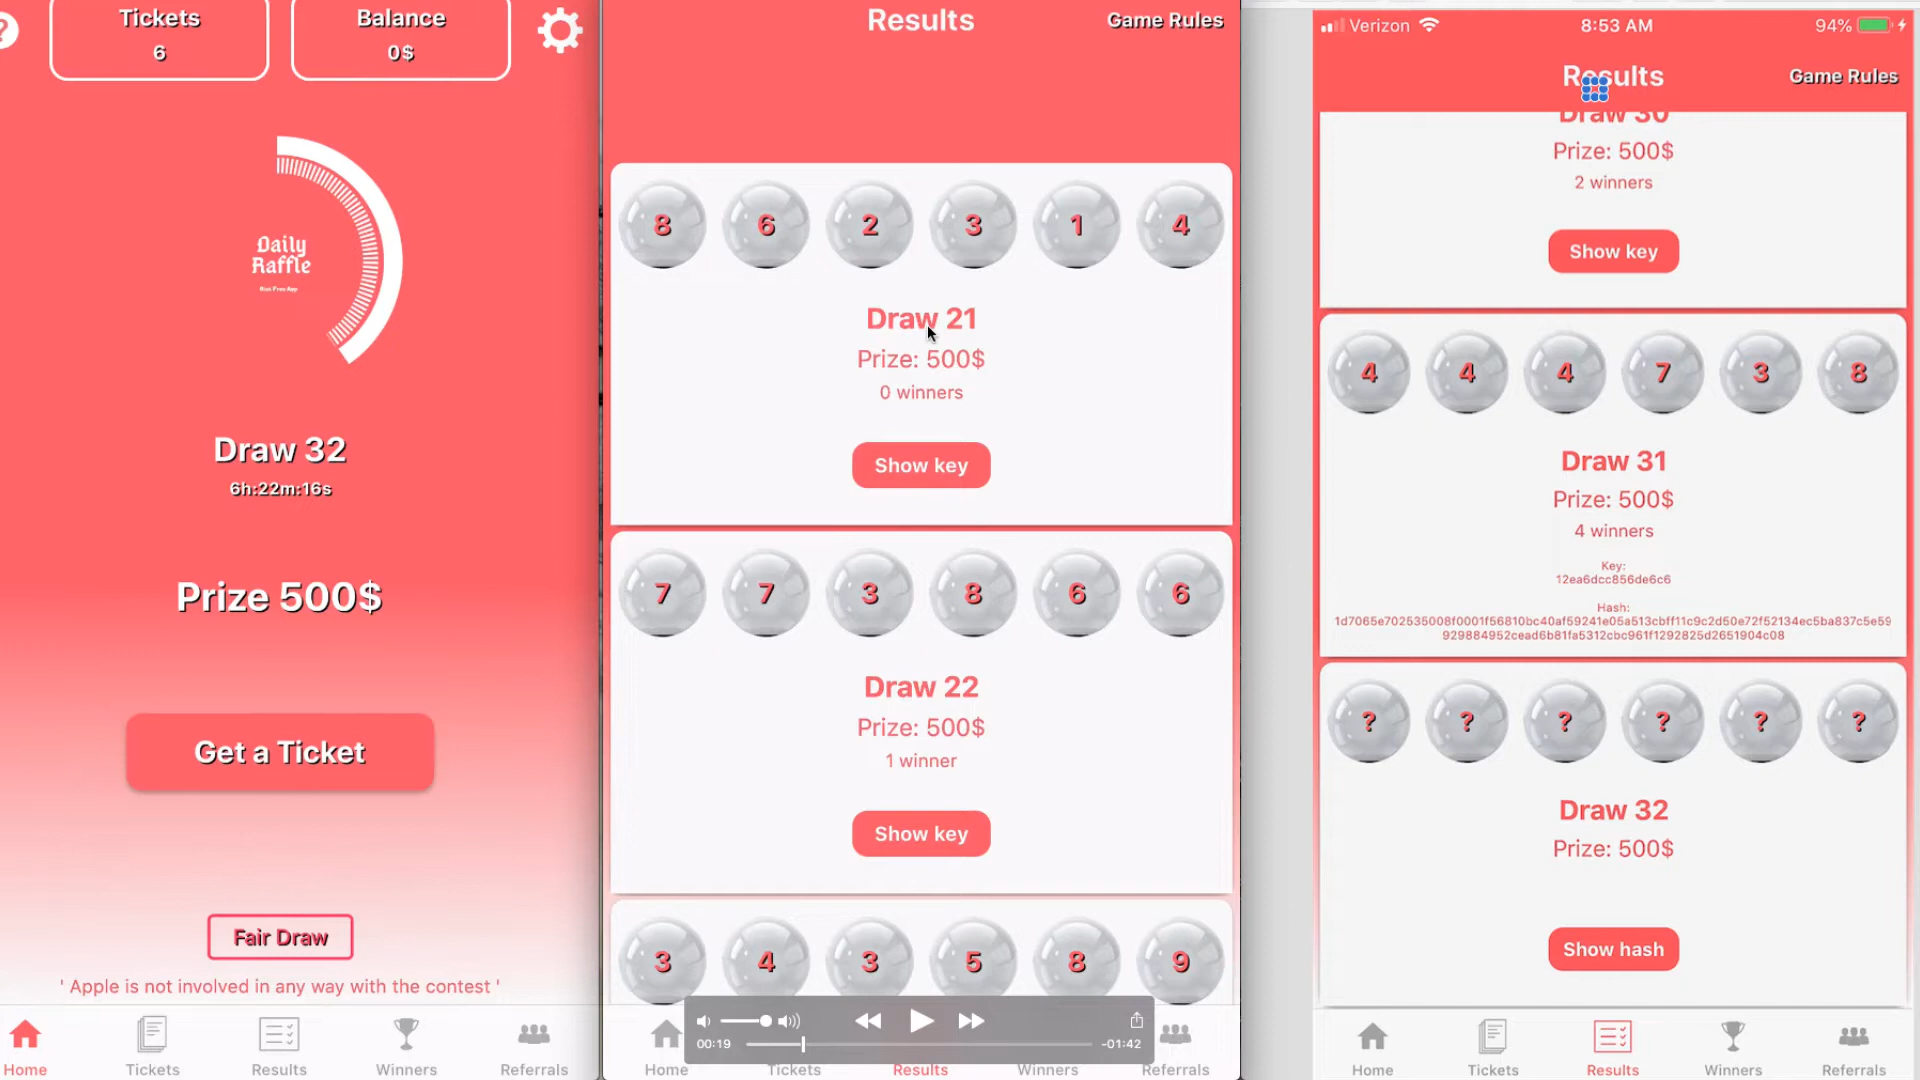 ?
Tickets
6
Balance
0$
Daily
Raffle
Risk Free App
Draw 32
6h:22m:16s
Prize 500$
Get a Ticket
Fair Draw
' Apple is not involved in any way with the contest '
Home
Tickets
Results
Winners
Referrals
Results
Game Rules
8 6 2 3 1 4
Draw 21
Prize: 500$
0 winners
Show key
7 7 3 8 6 6
Draw 22
Prize: 500$
1 winner
Show key
3 4 3 5 8 9
00:19
-01:42
Home
Tickets
Results
Winners
Referrals
Verizon
8:53 AM
94%
Results
Game Rules
Draw 30
Prize: 500$
2 winners
Show key
4 4 4 7 3 8
Draw 31
Prize: 500$
4 winners
Key:
12ea6dcc856de6c6
Hash:
1d7065e702535008f0001f56810bc40af59241e05a513cbff11c9c2d50e72f52134ec5ba837c5e59
929884952cead6b81fa5312cbc961f1292825d2651904c08
? ? ? ? ? ?
Draw 32
Prize: 500$
Show hash
Home
Tickets
Results
Winners
Referrals